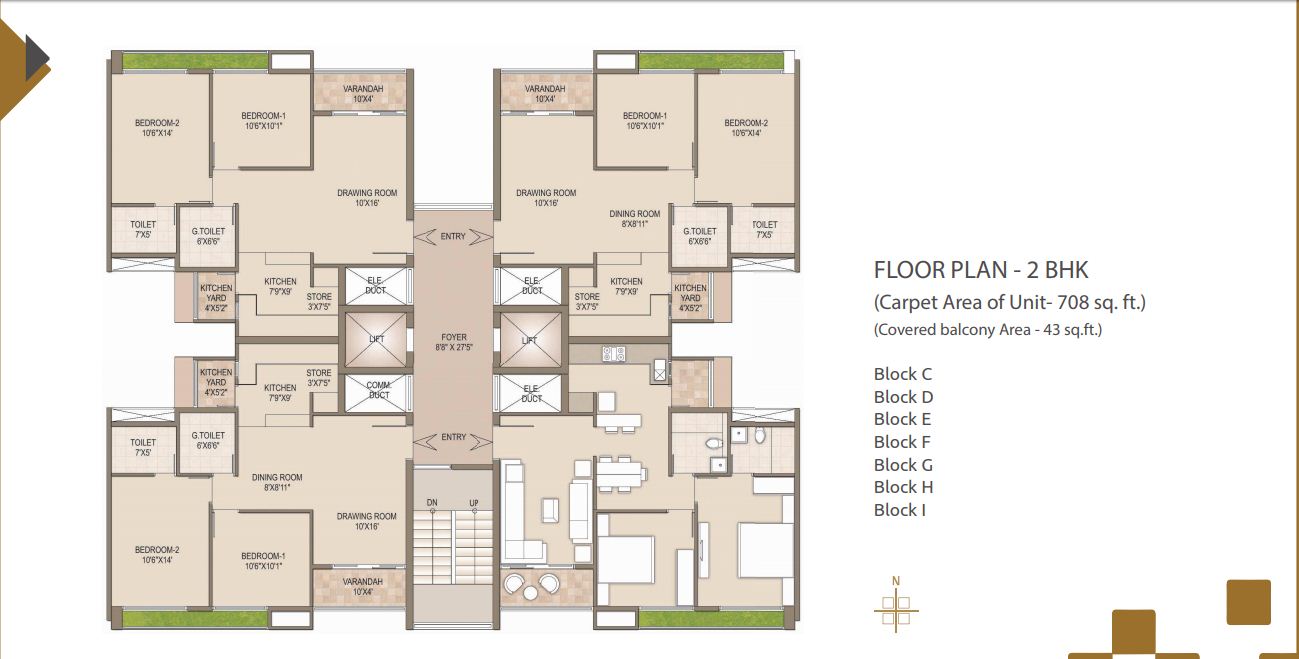 VARANDAH
10'X4'
VARANDAH
10'X4'
BEDROOM-2
10'6"X14'
BEDROOM-1
10'6"X10'1"
BEDROOM-1
10'6"X10'1"
BEDRO0M-2
10'6"X14'
DRAWING ROOM
10'X16'
DRAWING ROOM
10'X16'
DINING ROOM
8'X8'11"
TOILET
7'X5'
G.TOILET
6'X6'6"
ENTRY
G.TOILET
6'X6'6"
TOILET
7'X5'
KITCHEN
YARD
4'X5'2"
KITCHEN
7'9"X9'
STORE
3'X7'5"
ELE.
DUCT
ELE.
DUCT
STORE
3'X7'5"
KITCHEN
7'9"X9'
KITCHEN
YARD
4'X5'2"
LIFT
FOYER
8'8" X 27'5"
LIFT
KITCHEN
YARD
4'X5'2"
KITCHEN
7'9"X9'
STORE
3'X7'5"
COMM.
DUCT
ELE.
DUCT
TOILET
7'X5'
G.TOILET
6'X6'6"
ENTRY
DINING ROOM
8'X8'11"
DRAWING ROOM
10'X16'
DN
UP
BEDROOM-2
10'6"X14'
BEDROOM-1
10'6"X10'1"
VARANDAH
10'X4'
FLOOR PLAN - 2 BHK
(Carpet Area of Unit- 708 sq. ft.)
(Covered balcony Area - 43 sq.ft.)
Block C
Block D
Block E
Block F
Block G
Block H
Block I
N